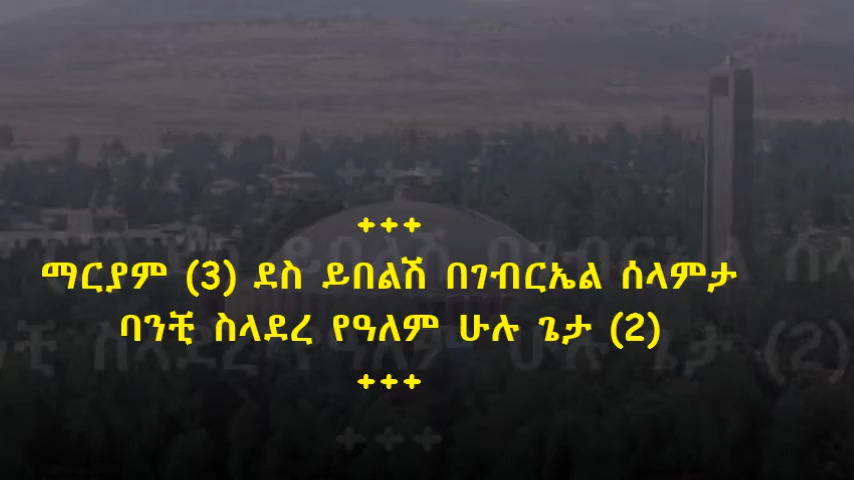 +++
ማርያም (3) ደስ ይበልሽ በገብርኤል ሰላምታ
ባንቺ ስላደረ የዓለም ሁሉ ጌታ (2)
+++